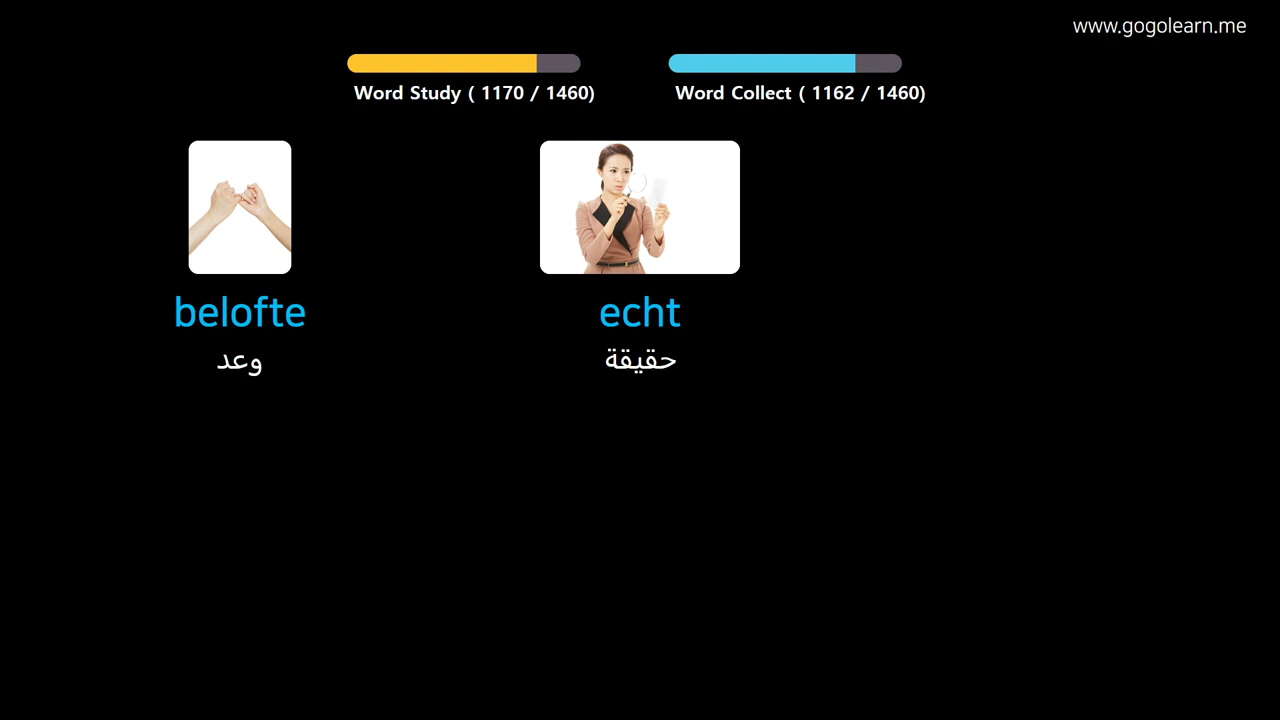 www.gogolearn.me
Word Study ( 1170 / 1460)
Word Collect ( 1162 / 1460)
belofte
echt
وعد
حقيقة